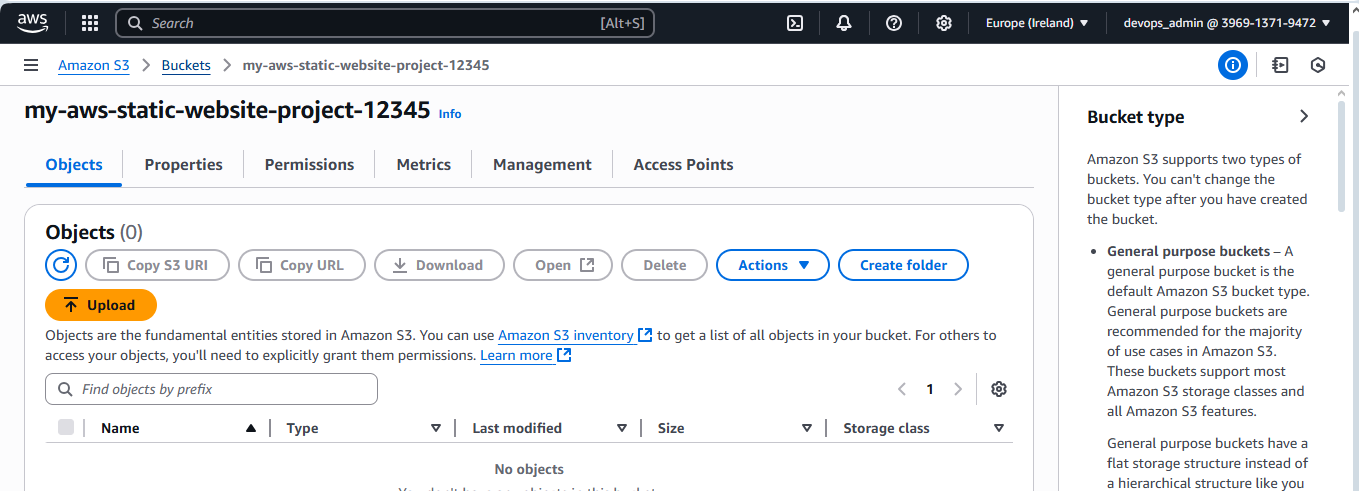 aws
Search [Alt+S]
Europe (Ireland) devops_admin @ 3969-1371-9472
Amazon S3 > Buckets > my-aws-static-website-project-12345
my-aws-static-website-project-12345 Info
Objects Properties Permissions Metrics Management Access Points
Objects (0)
Copy S3 URI Copy URL Download Open Delete Actions Create folder
Upload
Objects are the fundamental entities stored in Amazon S3. You can use Amazon S3 inventory to get a list of all objects in your bucket. For others to
access your objects, you'll need to explicitly grant them permissions. Learn more
Find objects by prefix
1
Name Type Last modified Size Storage class
No objects
Bucket type
Amazon S3 supports two types of
buckets. You can't change the
bucket type after you have created
the bucket.
• General purpose buckets – A
general purpose bucket is the
default Amazon S3 bucket type.
General purpose buckets are
recommended for the majority
of use cases in Amazon S3.
These buckets support most
Amazon S3 storage classes and
all Amazon S3 features.
General purpose buckets have a
flat storage structure instead of
a hierarchical structure like you